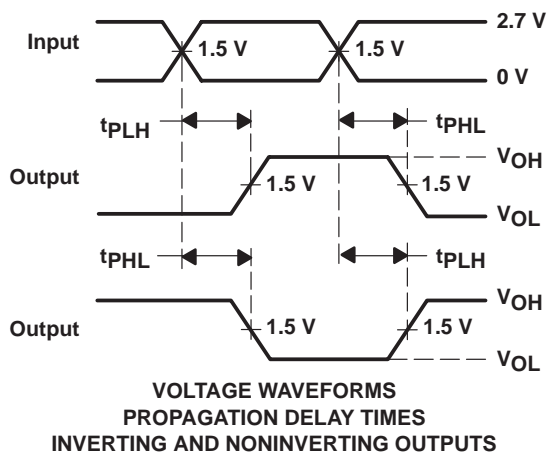 2.7 V
Input
1.5 V
1.5 V
0 V
tPLH
tPHL
VOH
Output
1.5 V
1.5 V
VOL
tPHL
tPLH
VOH
Output
1.5 V
1.5 V
VOL
VOLTAGE WAVEFORMS
PROPAGATION DELAY TIMES
INVERTING AND NONINVERTING OUTPUTS